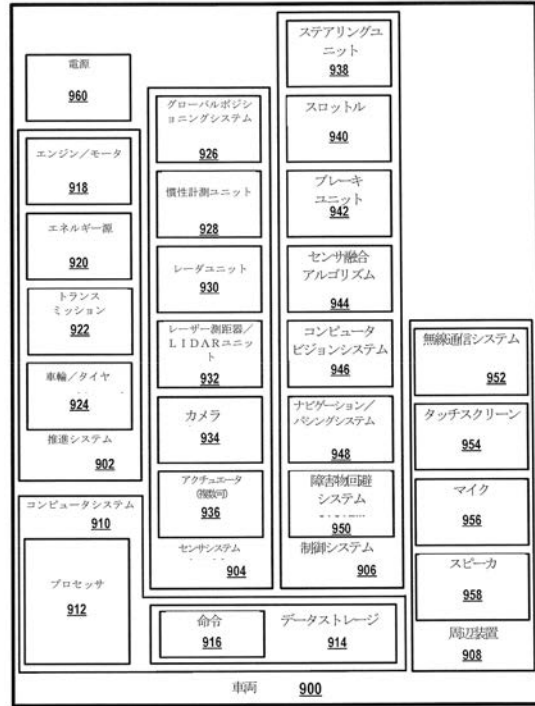 電源
960
エンジン／モータ
918
エネルギー源
920
トランス
ミッション
922
車輪／タイヤ
924
推進システム
902
グローバルポジショ
ニングシステム
926
慣性計測ユニット
928
レーダユニット
930
レーザー測距器／
ＬＩＤＡＲユニッ
ト
932
カメラ
934
アクチュエータ
(複数可)
936
センサシステム
904
ステアリングユ
ニット
938
スロットル
940
ブレーキ
ユニット
942
センサ融合
アルゴリズム
944
コンピュータ
ビジョンシステム
946
ナビゲーション／
パシングシステム
948
障害物回避
システム
950
制御システム
906
無線通信システム
952
タッチスクリーン
954
マイク
956
スピーカ
958
周辺装置
908
コンピュータシステム
910
プロセッサ
912
命令
916
データストレージ
914
車両 900